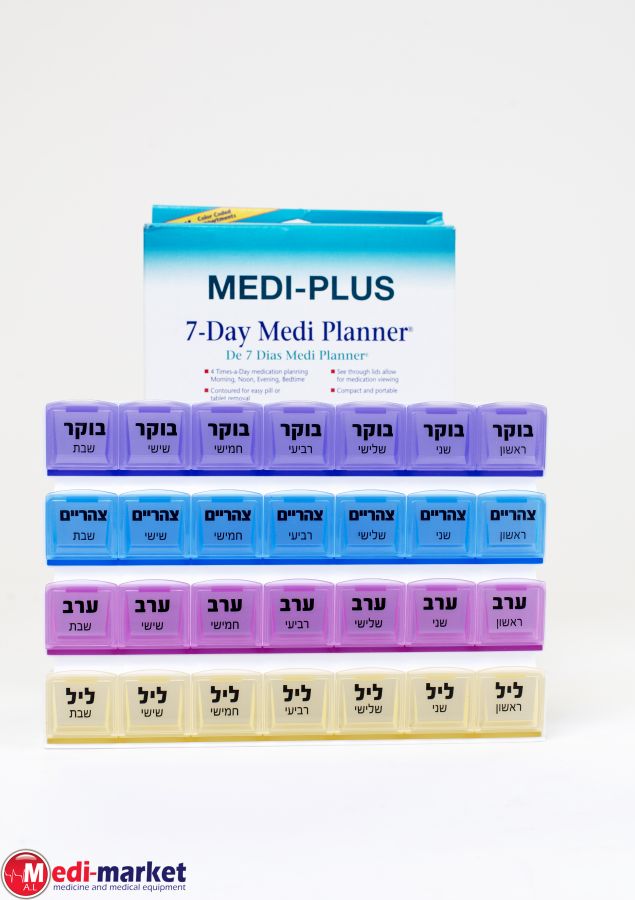 Color Coded
MEDI-PLUS
7-Day Medi Planner®
De 7 Dias Medi Planner®
4 Times-a-Day medication planning
Morning, Noon, Evening, Bedtime
Contoured for easy pill or
tablet removal
See through lids allow
for medication viewing
Compact and portable
בוקר בוקר בוקר בוקר בוקר בוקר בוקר
ראשון שני שלישי רביעי חמישי שישי שבת
צהריים צהריים צהריים צהריים צהריים צהריים צהריים
ראשון שני שלישי רביעי חמישי שישי שבת
ערב ערב ערב ערב ערב ערב ערב
ראשון שני שלישי רביעי חמישי שישי שבת
ליל ליל ליל ליל ליל ליל ליל
ראשון שני שלישי רביעי חמישי שישי שבת
Medi-market
A.L
medicine and medical equipment